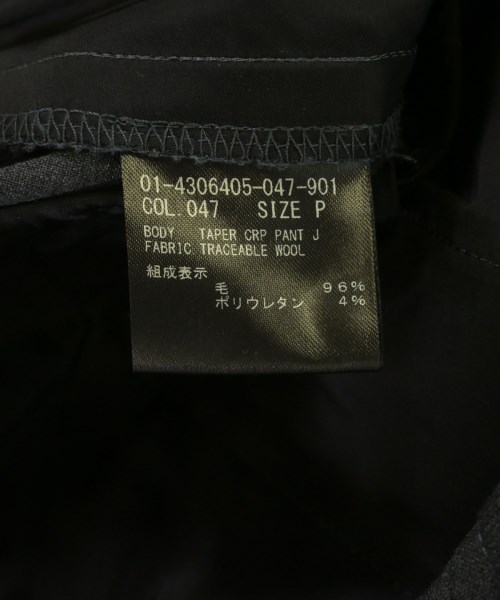 01-4306405-047-901
COL.047 SIZE P
BODY TAPER CRP PANT J
FABRIC TRACEABLE WOOL
組成表示
毛 96%
ポリウレタン 4%